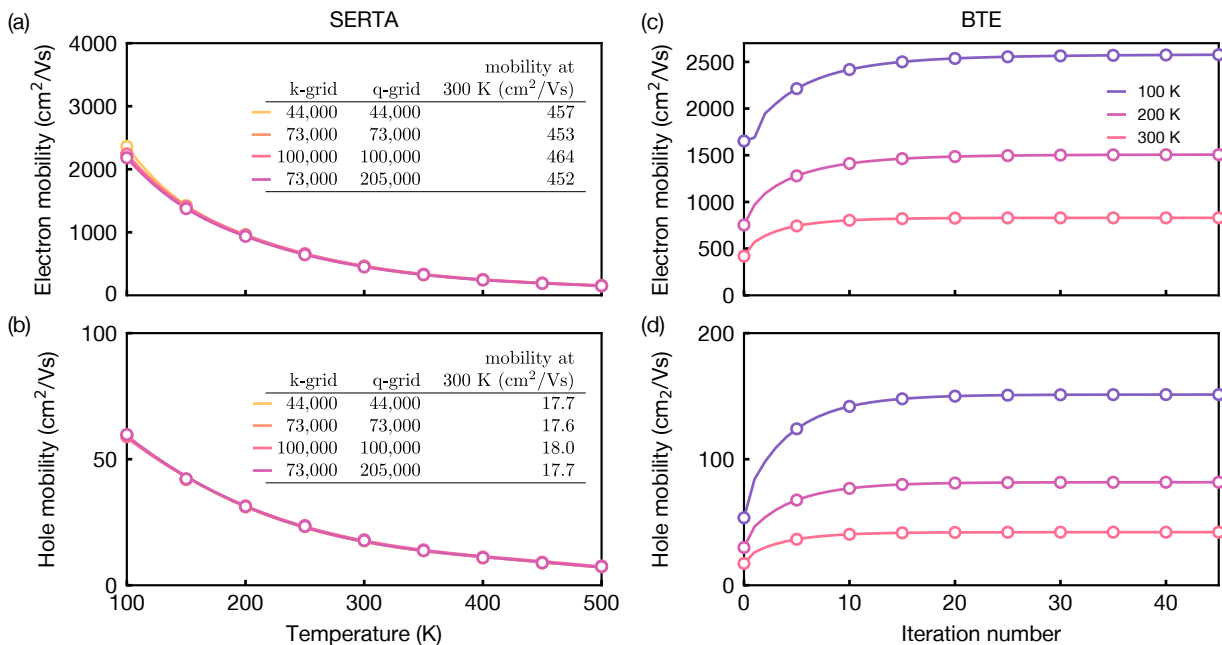 (a)
SERTA
4000
3000
2000
1000
0
Electron mobility (cm²/Vs)
mobility at
k-grid q-grid 300 K (cm²/Vs)
44,000 44,000 457
73,000 73,000 453
100,000 100,000 464
73,000 205,000 452
(c)
BTE
2500
2000
1500
1000
500
0
Electron mobility (cm²/Vs)
100 K
200 K
300 K
(b)
100
50
0
Hole mobility (cm²/Vs)
mobility at
k-grid q-grid 300 K (cm²/Vs)
44,000 44,000 17.7
73,000 73,000 17.6
100,000 100,000 18.0
73,000 205,000 17.7
100 200 300 400 500
Temperature (K)
(d)
200
100
0
Hole mobility (cm₂/Vs)
0 10 20 30 40
Iteration number